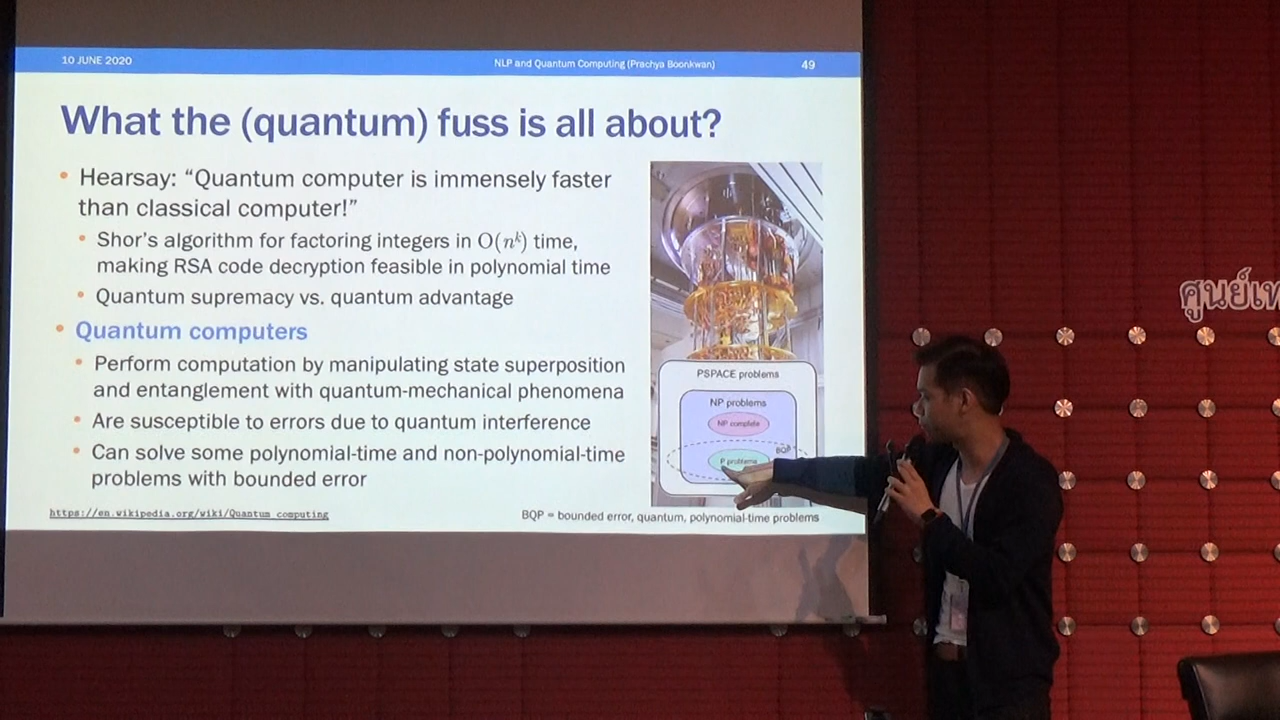 10 JUNE 2020
NLP and Quantum Computing (Prachya Boonkwan)
49
What the (quantum) fuss is all about?
• Hearsay: “Quantum computer is immensely faster
than classical computer!”
• Shor’s algorithm for factoring integers in O(nᵏ) time,
making RSA code decryption feasible in polynomial time
• Quantum supremacy vs. quantum advantage
• Quantum computers
• Perform computation by manipulating state superposition
and entanglement with quantum-mechanical phenomena
• Are susceptible to errors due to quantum interference
• Can solve some polynomial-time and non-polynomial-time
problems with bounded error
PSPACE problems
NP problems
NP complete
BQP
P problems
https://en.wikipedia.org/wiki/Quantum_computing
BQP = bounded error, quantum, polynomial-time problems
ศูนย์เท